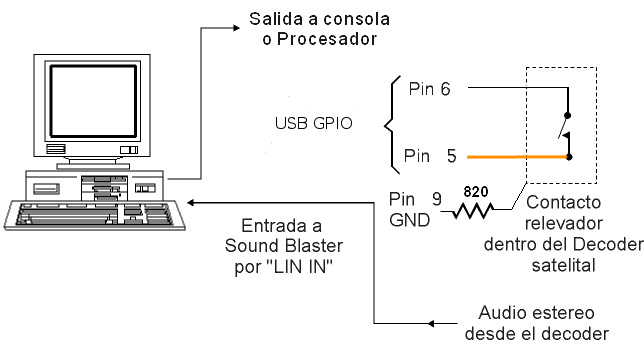 Salida a consola
o Procesador
Pin 6
USB GPIO
Pin 5
Pin 9
GND
820
Contacto
relevador
dentro del Decoder
satelital
Entrada a
Sound Blaster
por "LIN IN"
Audio estereo
desde el decoder